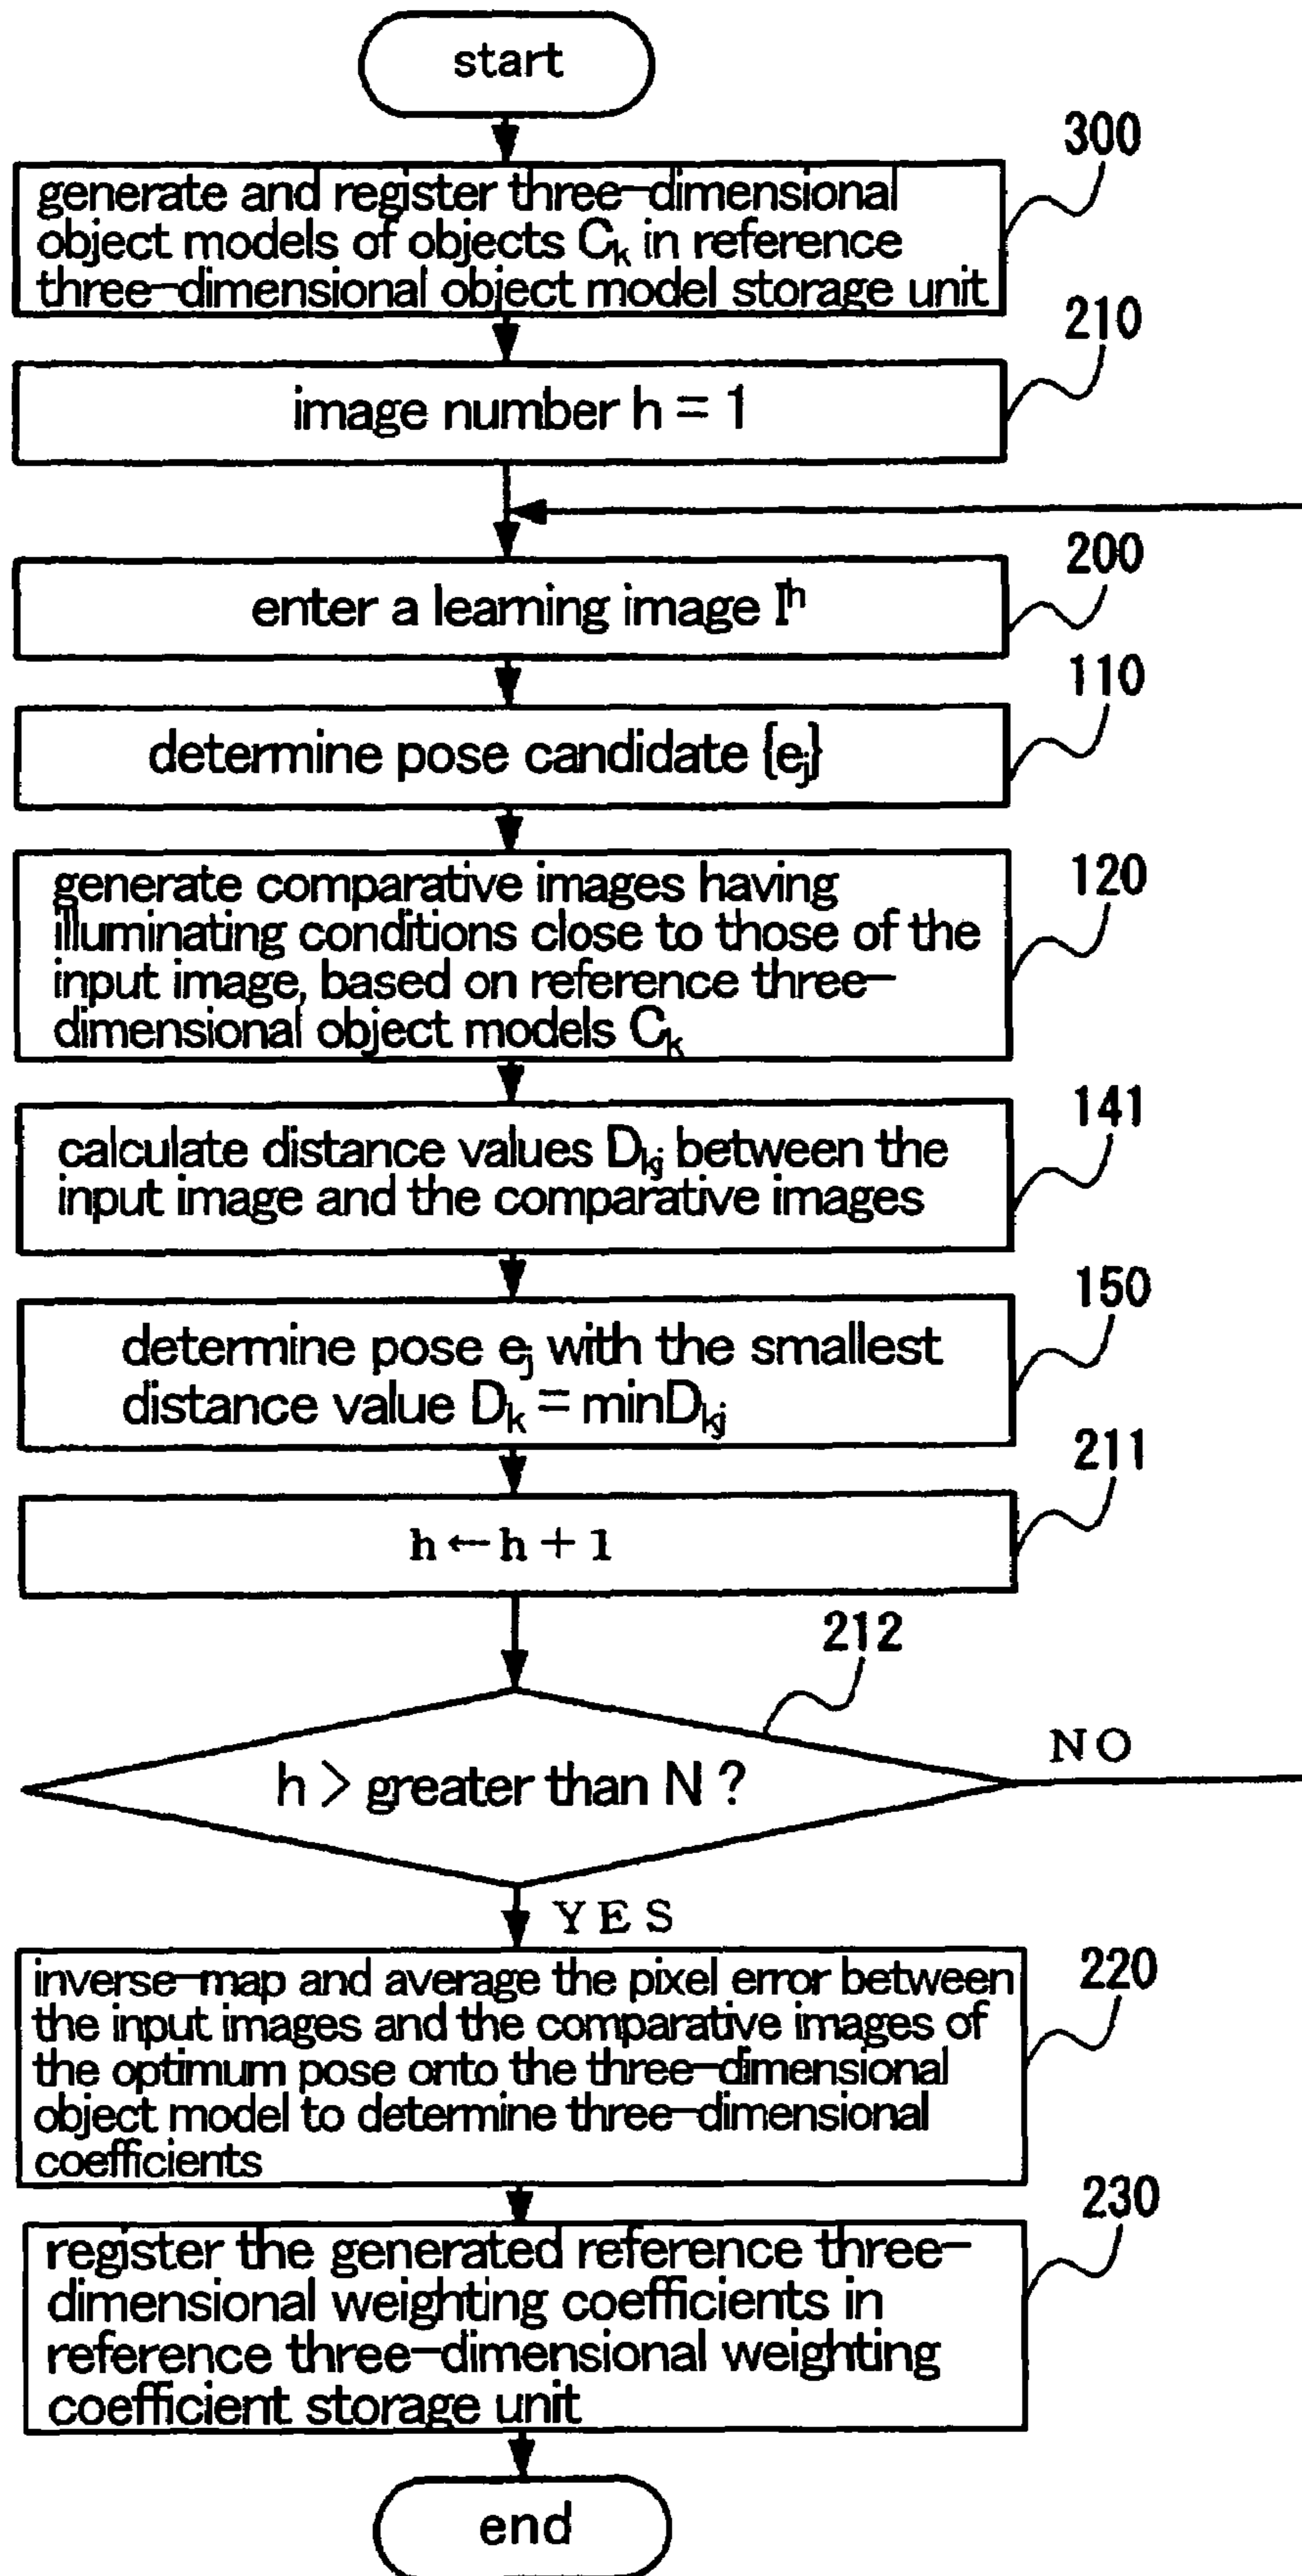 start
300
generate and register three-dimensional
object models of objects Ck in reference
three-dimensional object model storage unit
210
image number h = 1
200
enter a learning image I^h
110
determine pose candidate {ej}
120
generate comparative images having
illuminating conditions close to those of the
input image, based on reference three-
dimensional object models Ck
141
calculate distance values Dkj between the
input image and the comparative images
150
determine pose ej with the smallest
distance value Dk = minDkj
211
h ← h + 1
212
h > greater than N ?
NO
YES
220
inverse-map and average the pixel error between
the input images and the comparative images of
the optimum pose onto the three-dimensional
object model to determine three-dimensional
coefficients
230
register the generated reference three-
dimensional weighting coefficients in
reference three-dimensional weighting
coefficient storage unit
end